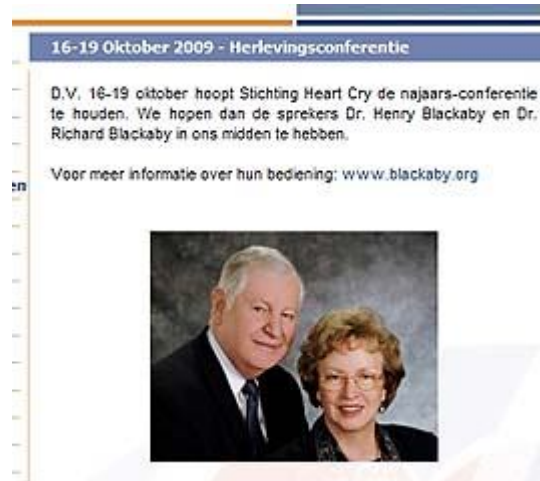 16-19 Oktober 2009 - Herlevingsconferentie
D.V. 16-19 oktober hoopt Stichting Heart Cry de najaars-conferentie
te houden. We hopen dan de sprekers Dr. Henry Blackaby en Dr.
Richard Blackaby in ons midden te hebben.
Voor meer informatie over hun bediening: www.blackaby.org
en